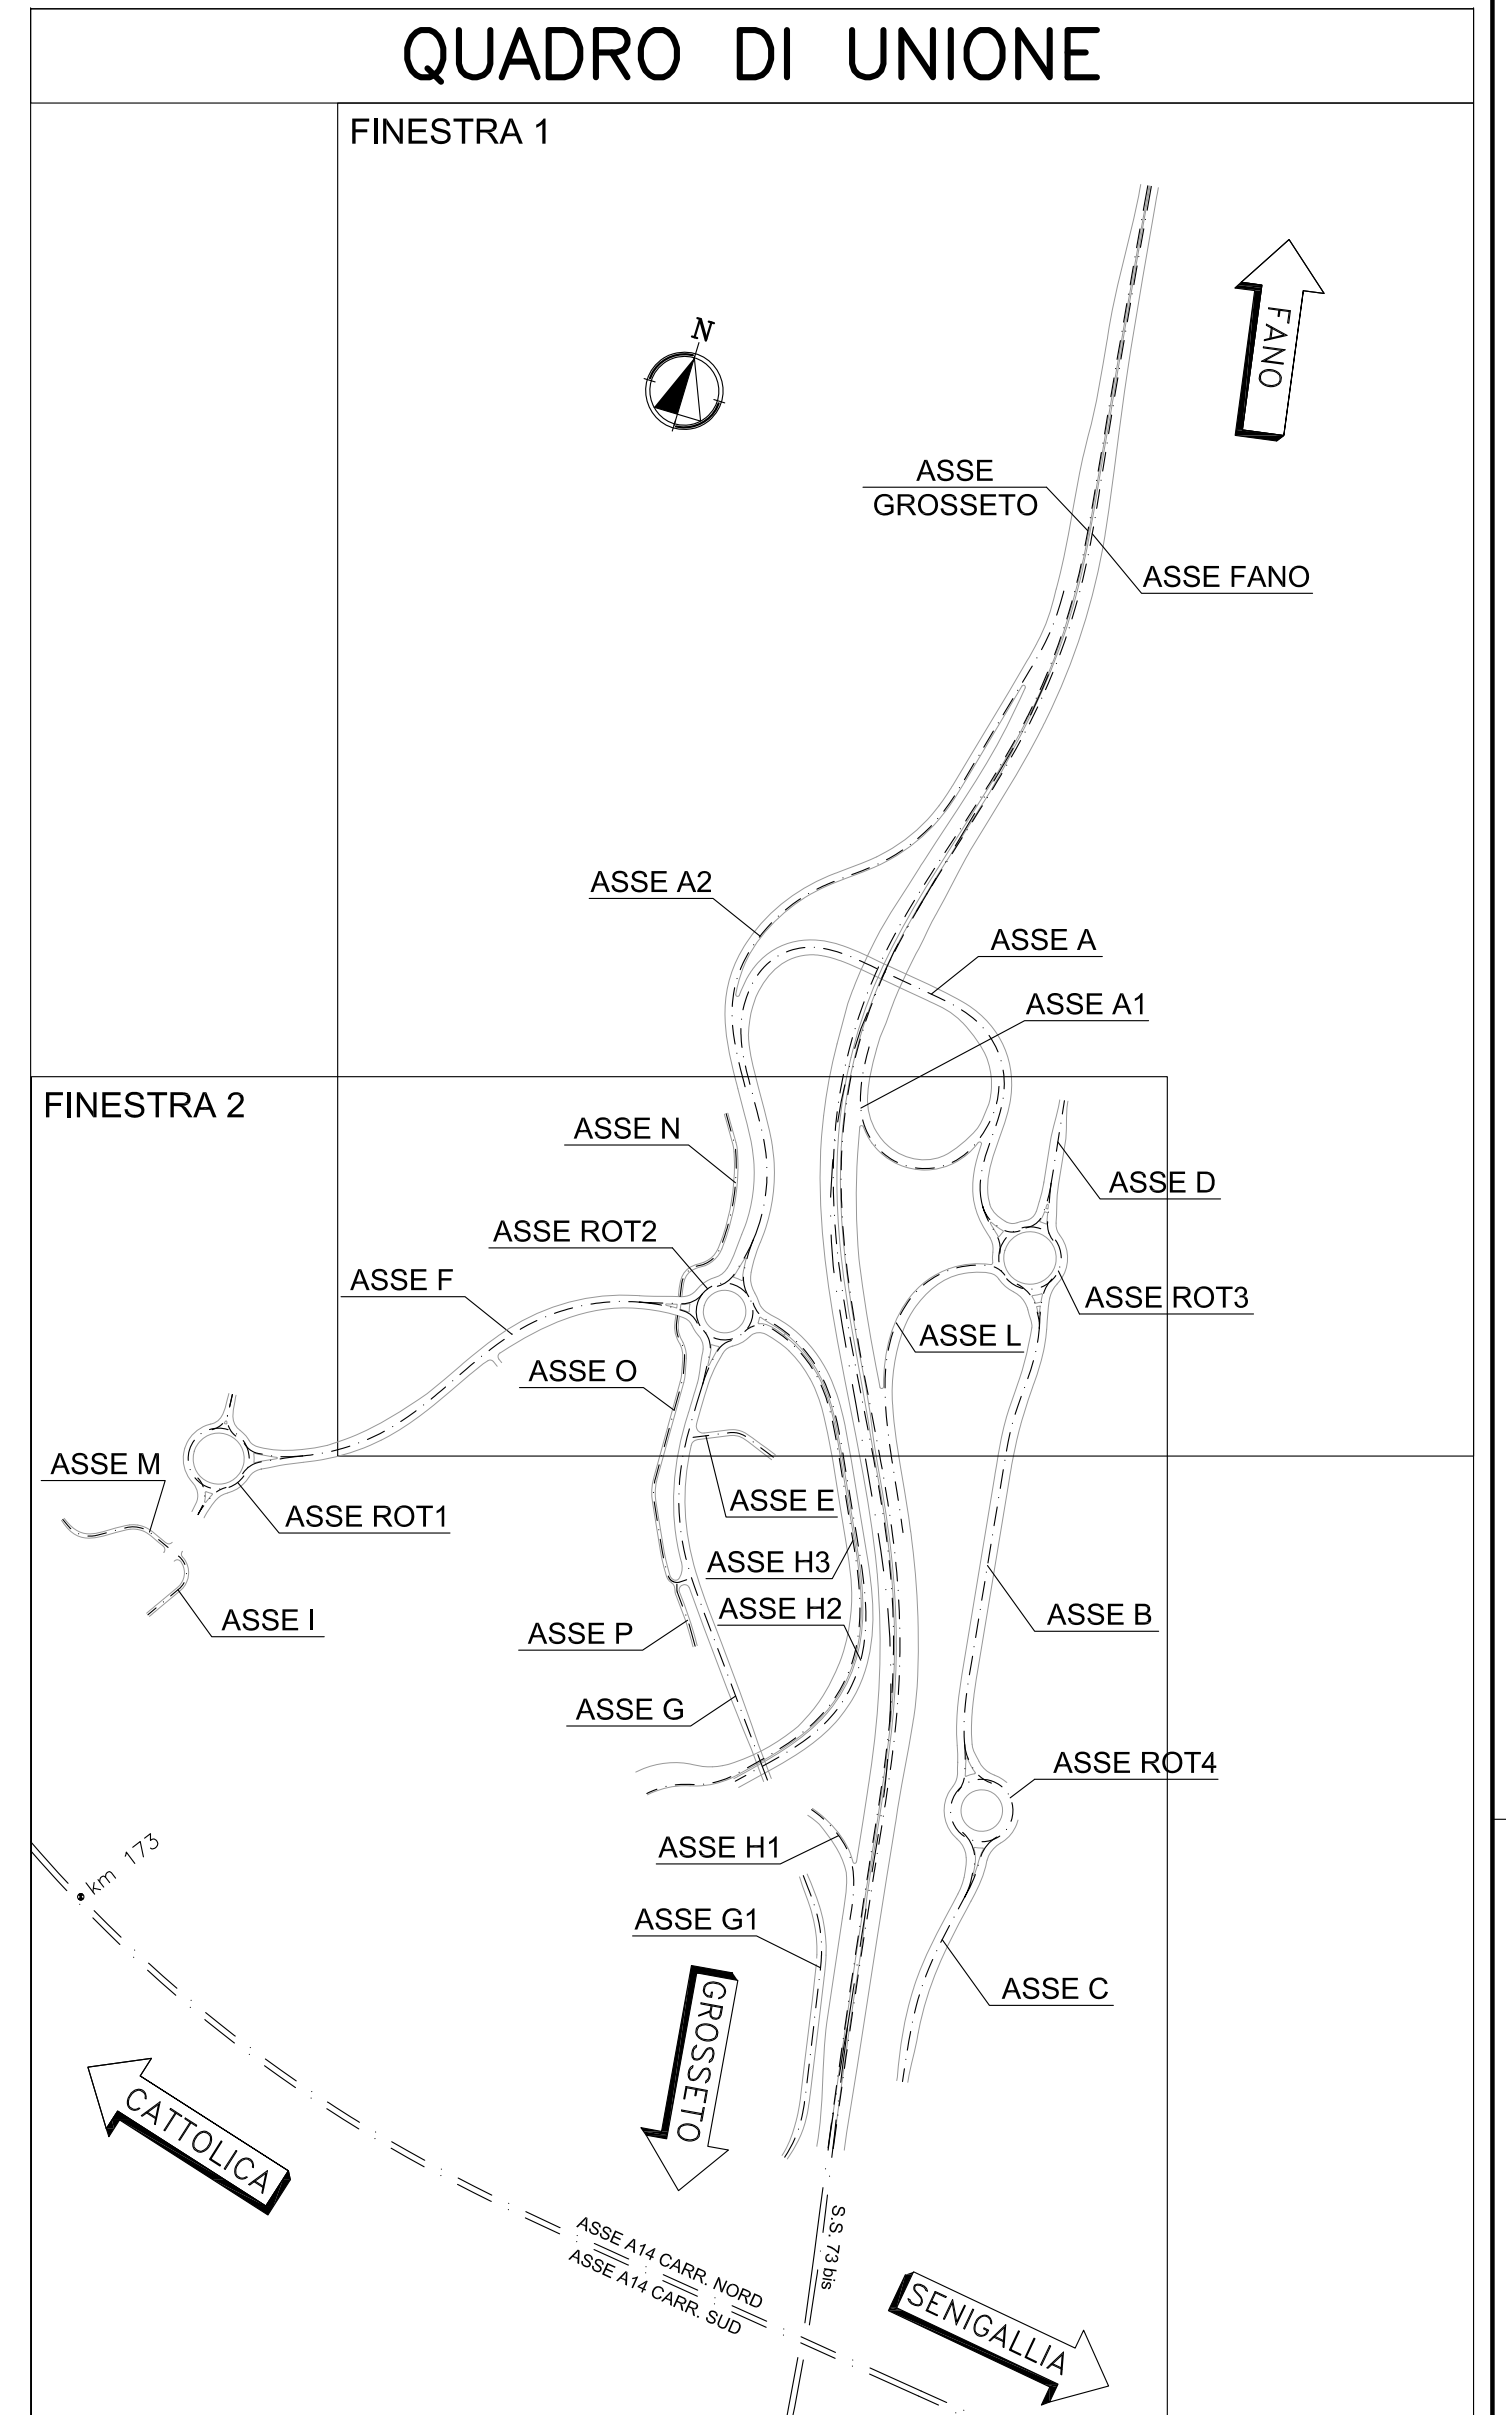 QUADRO DI UNIONE
FINESTRA 1
N
FANO
ASSE
GROSSETO
ASSE FANO
ASSE A2
ASSE A
ASSE A1
FINESTRA 2
ASSE N
ASSE D
ASSE ROT2
ASSE F
ASSE ROT3
ASSE L
ASSE O
ASSE M
ASSE E
ASSE ROT1
ASSE H3
ASSE H2
ASSE B
ASSE I
ASSE P
ASSE G
ASSE ROT4
km 173
ASSE H1
ASSE G1
ASSE C
GROSSETO
CATTOLICA
S.S. 73 bis
ASSE A14 CARR. NORD
ASSE A14 CARR. SUD
SENIGALLIA